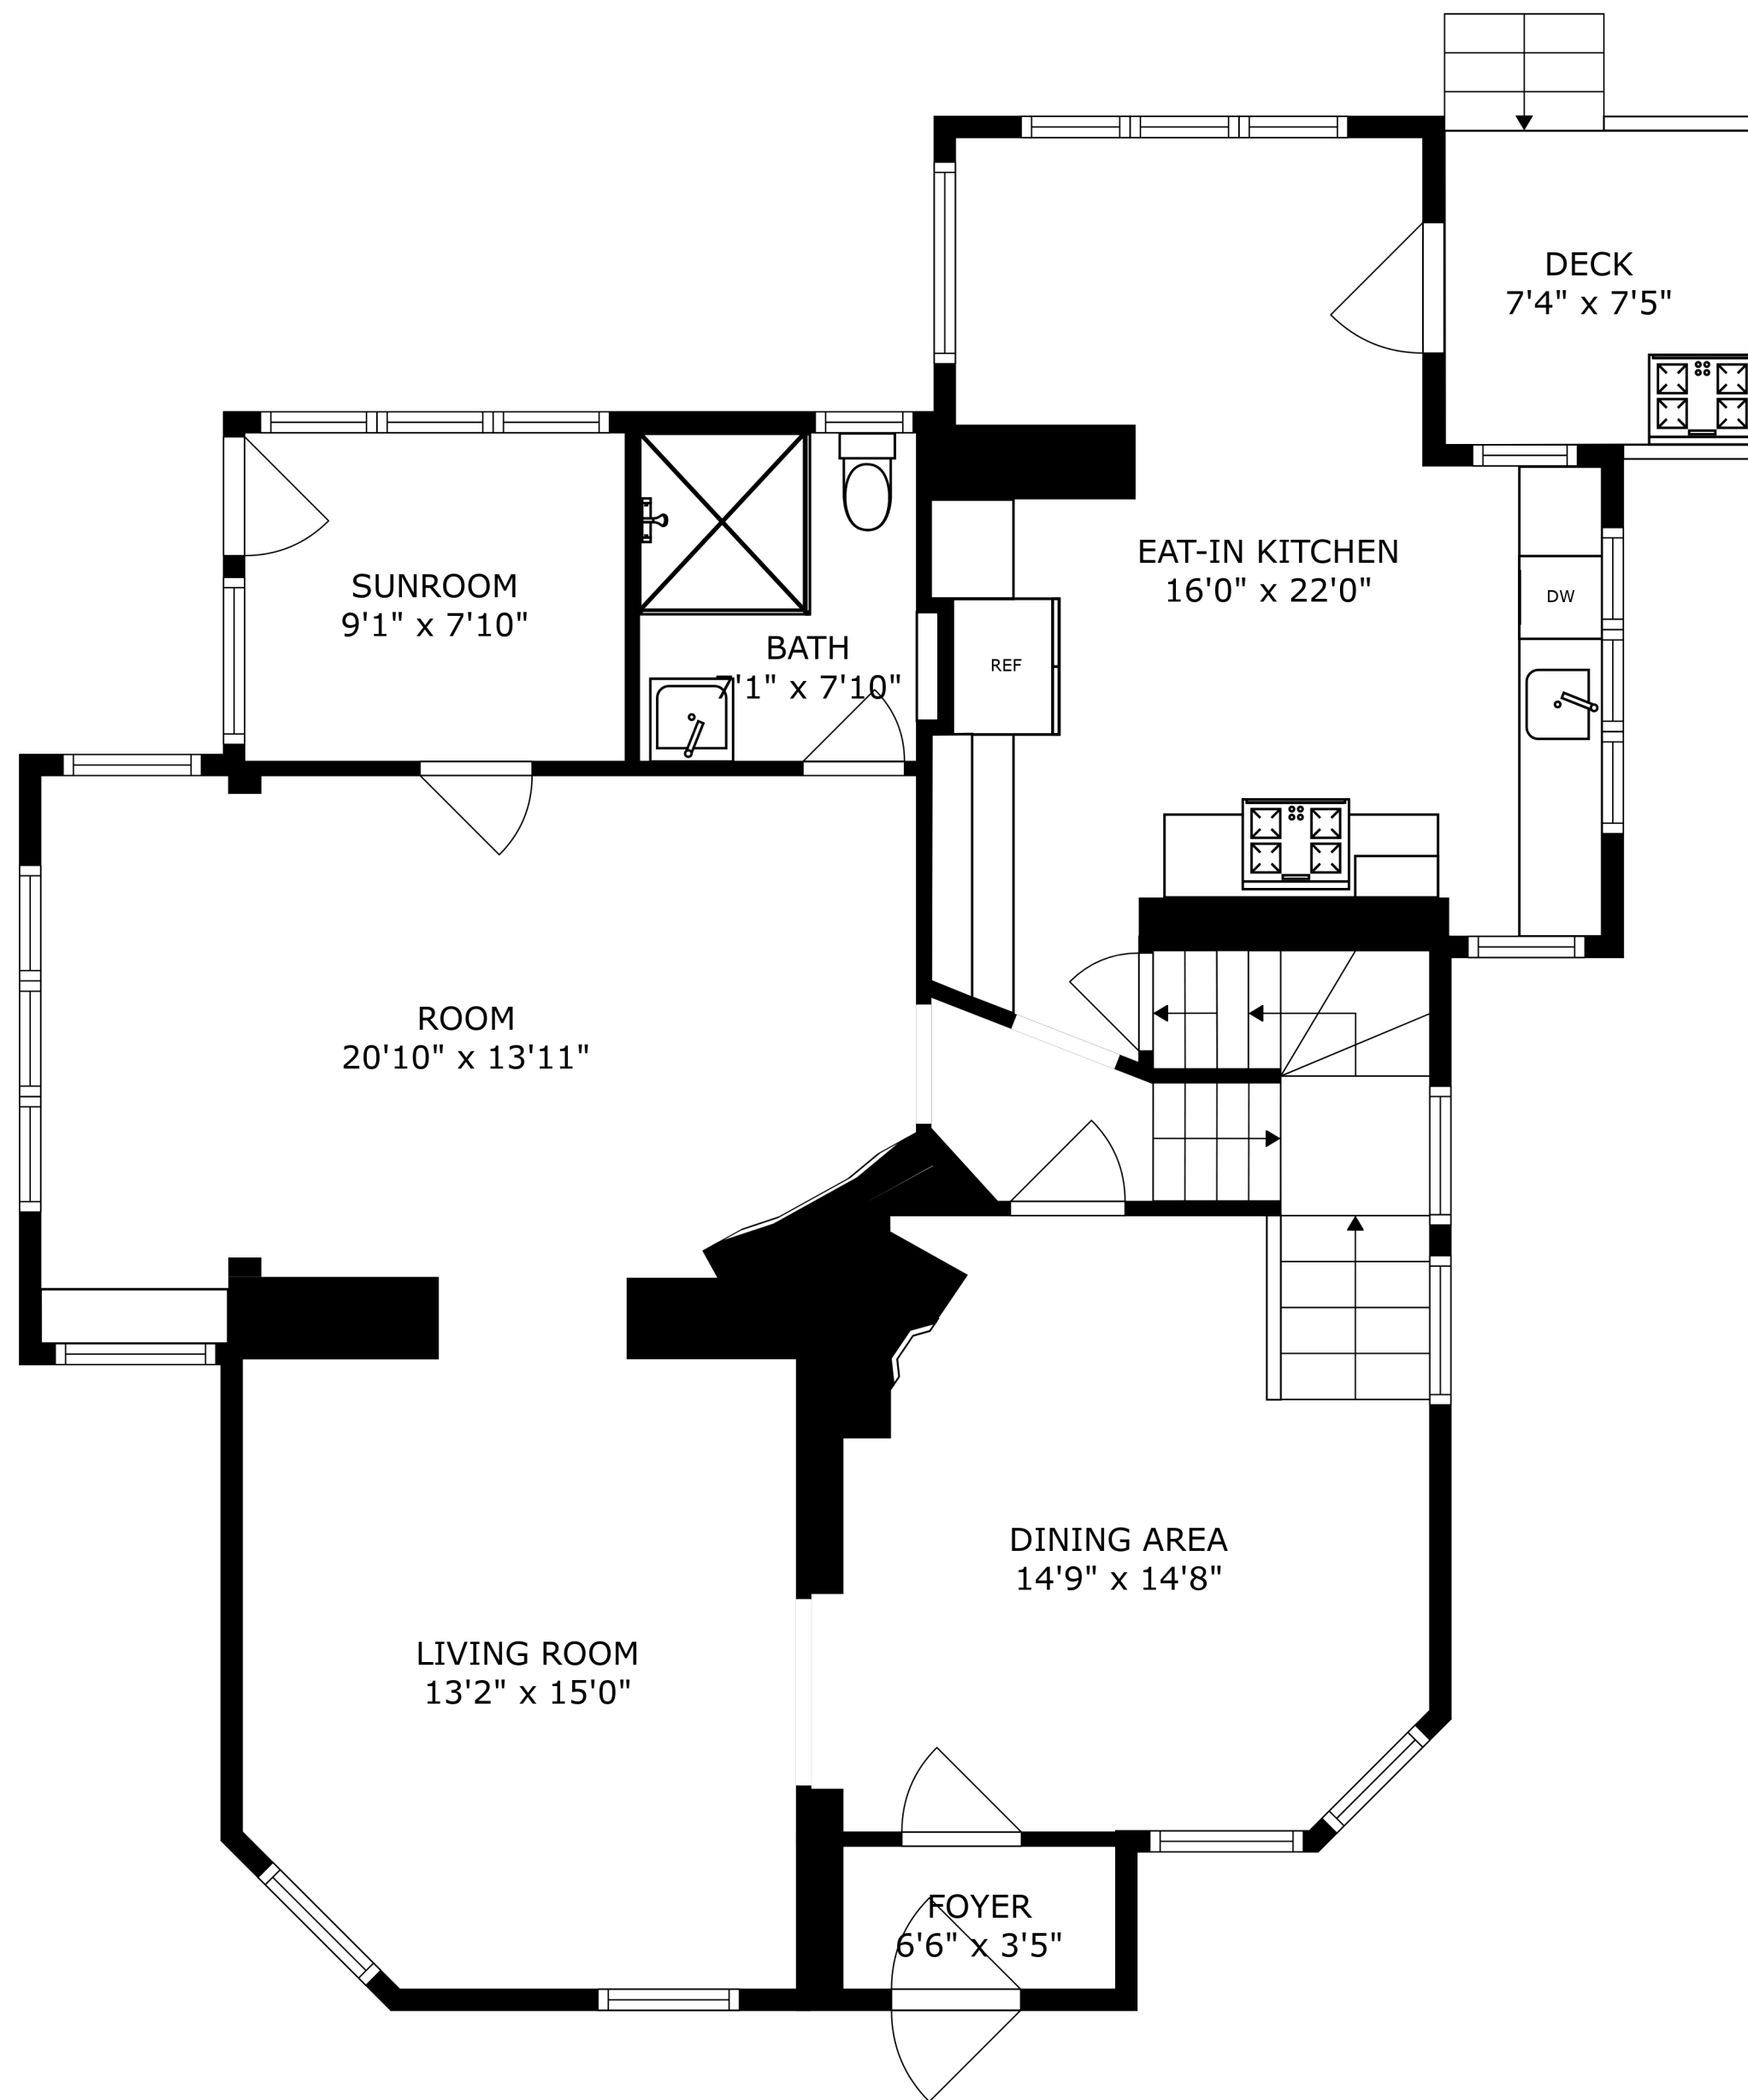 DECK
7'4" x 7'5"
EAT-IN KITCHEN
16'0" x 22'0"
DW
SUNROOM
9'1" x 7'10"
BATH
7'1" x 7'10"
REF
ROOM
20'10" x 13'11"
DINING AREA
14'9" x 14'8"
LIVING ROOM
13'2" x 15'0"
FOYER
6'6" x 3'5"